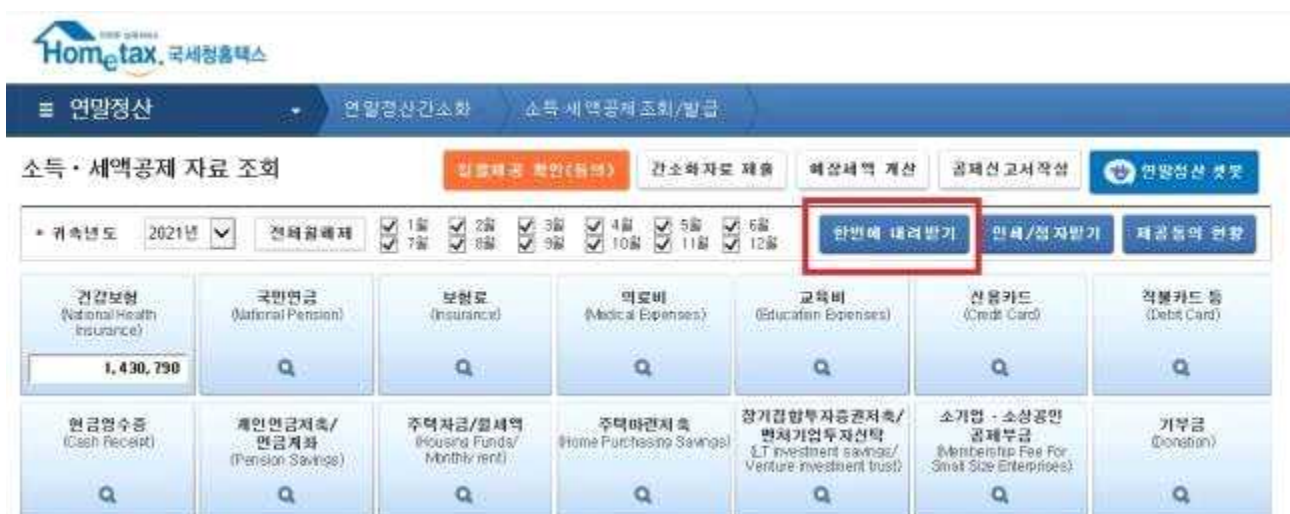 Hometax. 국세청홈택스
≡ 연말정산
연말정산간소화
소득·세액공제 조회/발급
소득·세액공제 자료 조회
일괄제공 확인(동의)
간소화자료 제출
예상세액 계산
공제신고서작성
연말정산 챗봇
* 귀속년도 2021년
전체월해제
1월 2월 3월 4월 5월 6월
7월 8월 9월 10월 11월 12월
한번에 내려받기
인쇄/점자받기
제공동의 현황
건강보험
(National Health
Insurance)
1,430,790
국민연금
(National Pension)
보험료
(Insurance)
의료비
(Medical Expenses)
교육비
(Education Expenses)
신용카드
(Credit Card)
직불카드 등
(Debit Card)
현금영수증
(Cash Receipt)
개인연금저축/
연금계좌
(Pension Savings)
주택자금/월세액
(Housing Funds/
Monthly rent)
주택마련저축
(Home Purchasing Savings)
장기집합투자증권저축/
벤처기업투자신탁
(LT investment savings/
Venture investment trust)
소기업·소상공인
공제부금
(Membership Fee For
Small Size Enterprises)
기부금
(Donation)